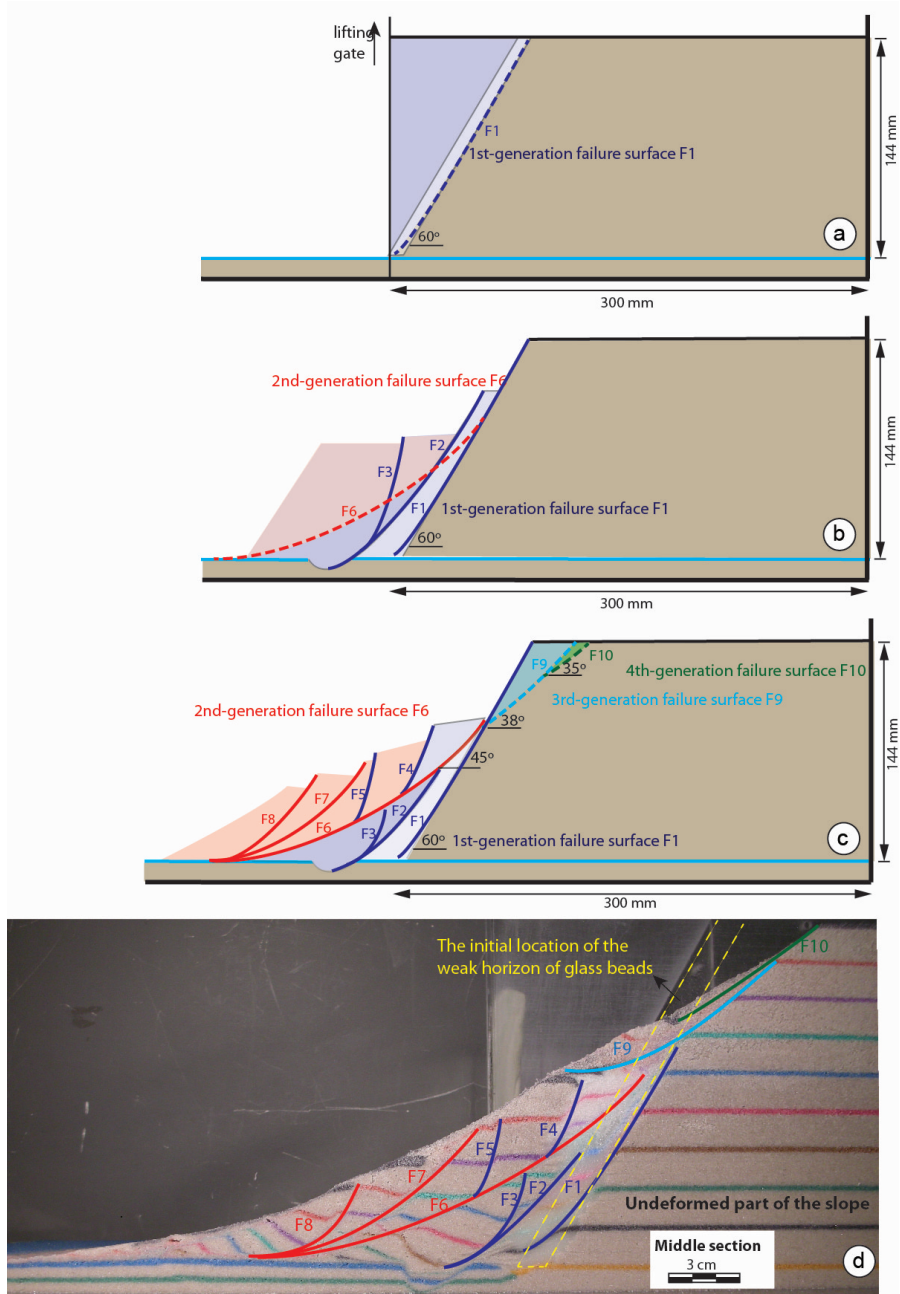 lifting
gate
F1
1st-generation failure surface F1
60°
144 mm
a
300 mm
2nd-generation failure surface F6
F2
F3
F6
F1
1st-generation failure surface F1
60°
144 mm
b
300 mm
F9
F10
35°
4th-generation failure surface F10
3rd-generation failure surface F9
2nd-generation failure surface F6
38°
45°
F4
F5
F7
F8
F6
F2
F3
F1
60°
1st-generation failure surface F1
144 mm
c
300 mm
The initial location of the
weak horizon of glass beads
F10
F9
F4
F5
F7
F6
F3
F2
F1
F8
Undeformed part of the slope
Middle section
3 cm
d